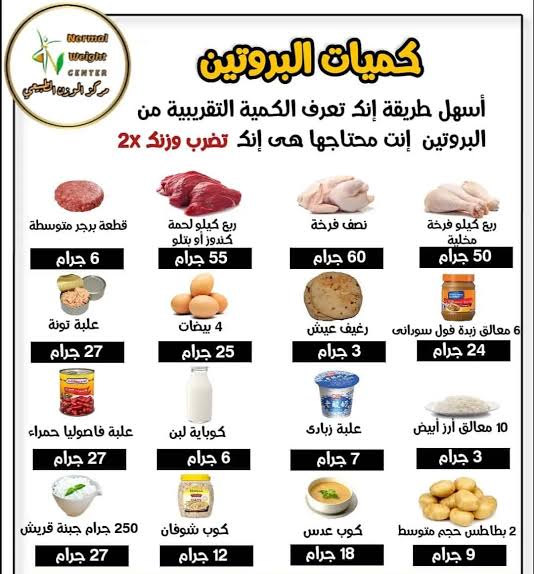 Normal
Weight
CENTER
مركز الوزن الطبيعي
كميات البروتين
أسهل طريقة إنك تعرف الكمية التقريبية من
البروتين إنت محتاجها هى إنك تضرب وزنك 2x
ربع كيلو فرخة
مخلية
50 جرام
نصف فرخة
60 جرام
ربع كيلو لحمة
كندوز أو بتلو
55 جرام
قطعة برجر متوسطة
6 جرام
6 معالق زبدة فول سورانى
24 جرام
رغيف عيش
3 جرام
4 بيضات
25 جرام
علبة تونة
27 جرام
10 معالق أرز أبيض
3 جرام
علبة زبادى
7 جرام
كوباية لبن
6 جرام
علبة فاصوليا حمراء
27 جرام
2 بطاطس حجم متوسط
9 جرام
كوب عدس
18 جرام
كوب شوفان
12 جرام
250 جرام جبنة قريش
27 جرام